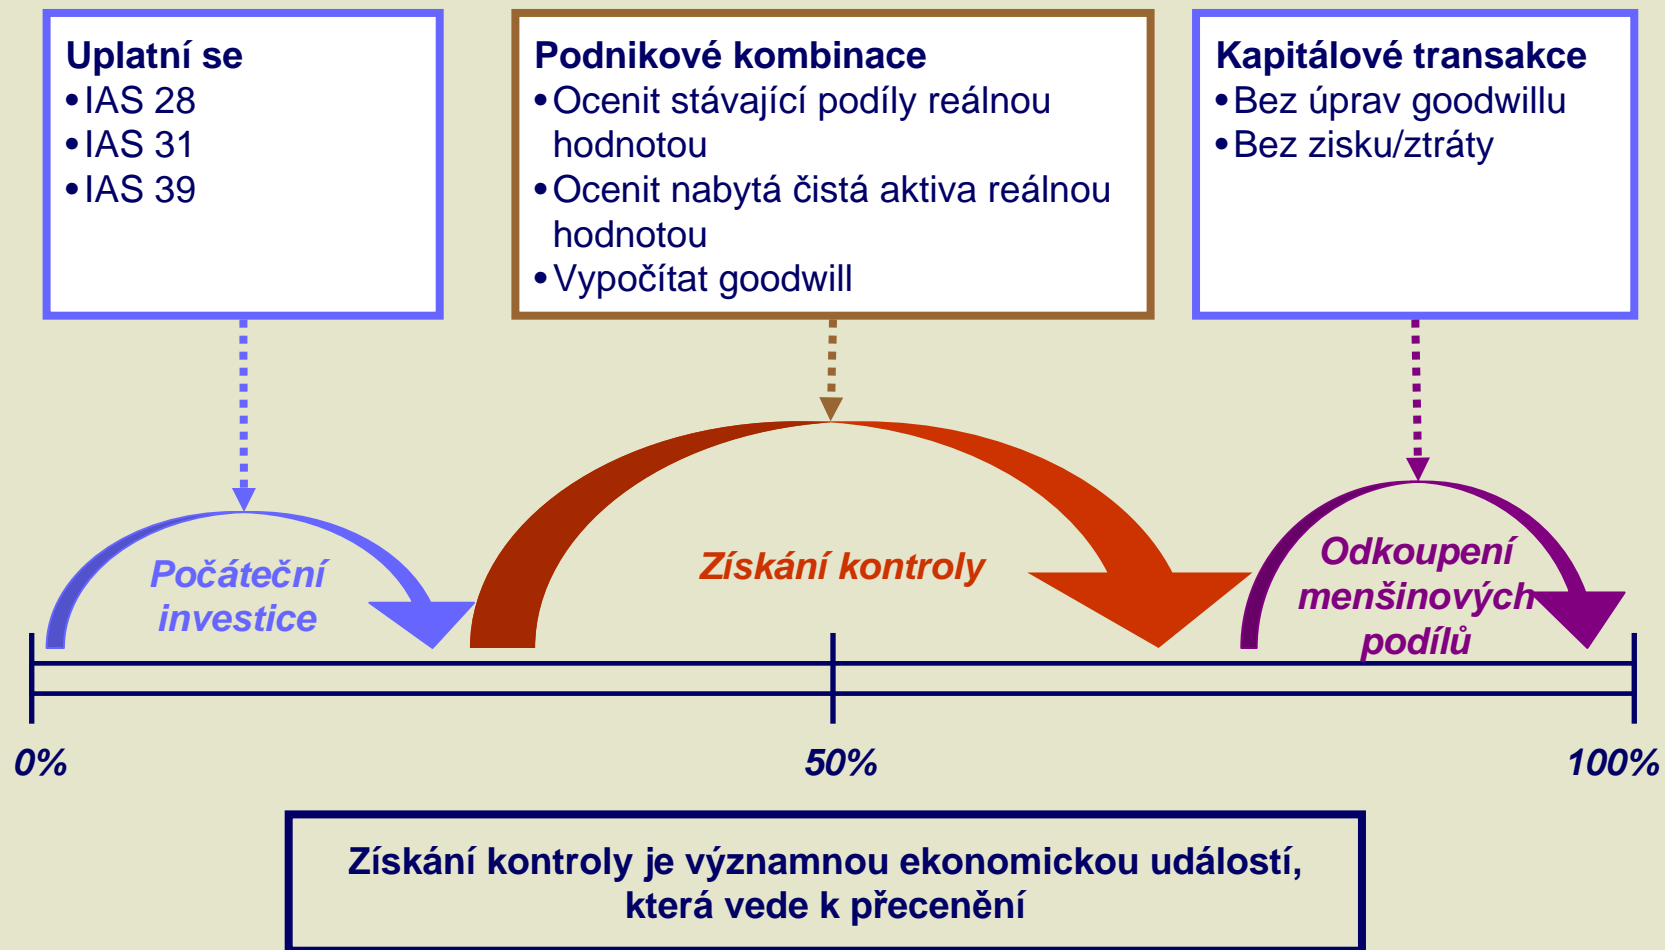 Uplatní se
•IAS 28
•IAS 31
•IAS 39
Podnikové kombinace
•Ocenit stávající podíly reálnou
hodnotou
•Ocenit nabytá čistá aktiva reálnou
hodnotou
•Vypočítat goodwill
Kapitálové transakce
•Bez úprav goodwillu
•Bez zisku/ztráty
Počáteční
investice
Získání kontroly
Odkoupení
menšinových
podílů
0%
50%
100%
Získání kontroly je významnou ekonomickou událostí,
která vede k přecenění